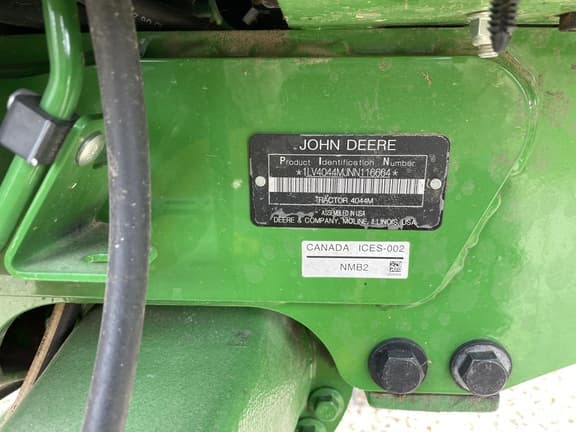 JOHN DEERE
Product Identification Number
*1LV4044MJNN116664*
TRACTOR 4044M
* ASSEMBLED IN USA
DEERE & COMPANY, MOLINE, ILLINOIS, USA
CANADA ICES-002
NMB2